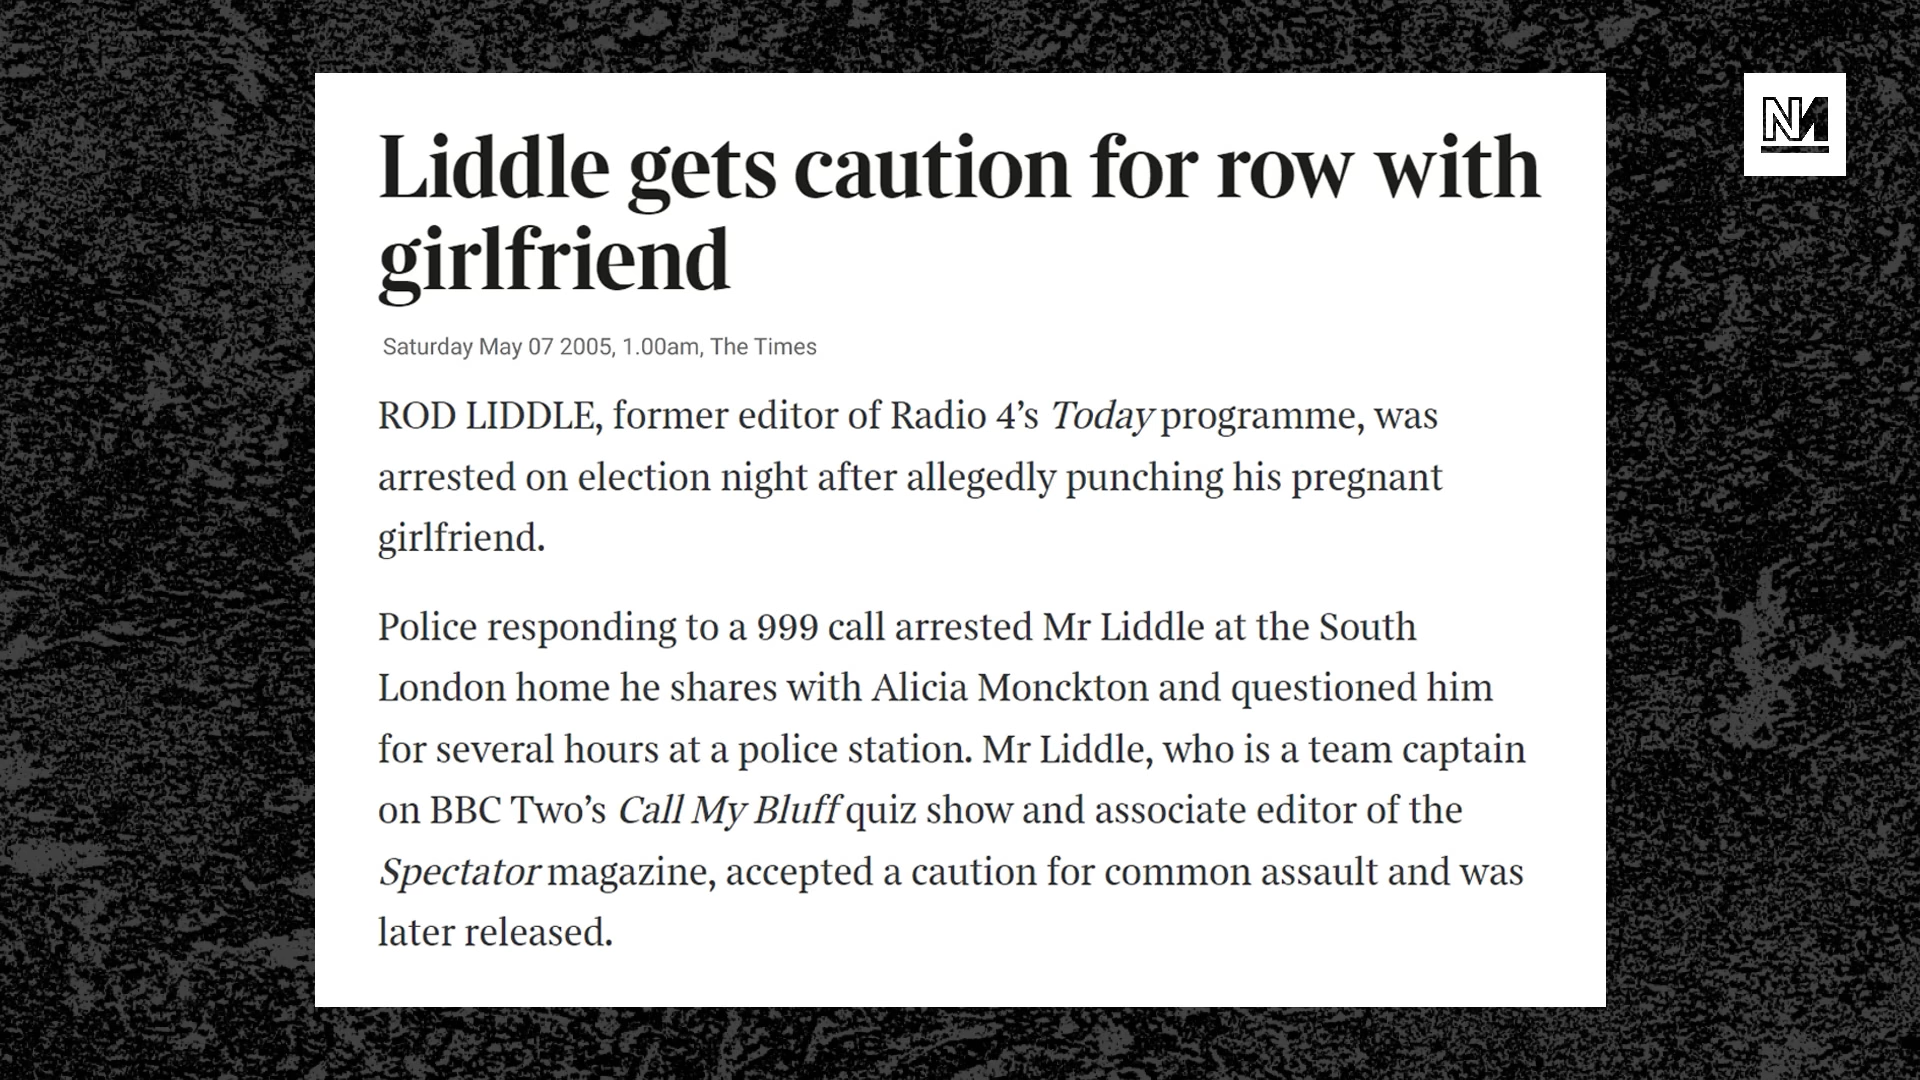 Liddle gets caution for row with
girlfriend
Saturday May 07 2005, 1.00am, The Times
ROD LIDDLE, former editor of Radio 4’s Today programme, was
arrested on election night after allegedly punching his pregnant
girlfriend.
Police responding to a 999 call arrested Mr Liddle at the South
London home he shares with Alicia Monckton and questioned him
for several hours at a police station. Mr Liddle, who is a team captain
on BBC Two’s Call My Bluff quiz show and associate editor of the
Spectator magazine, accepted a caution for common assault and was
later released.